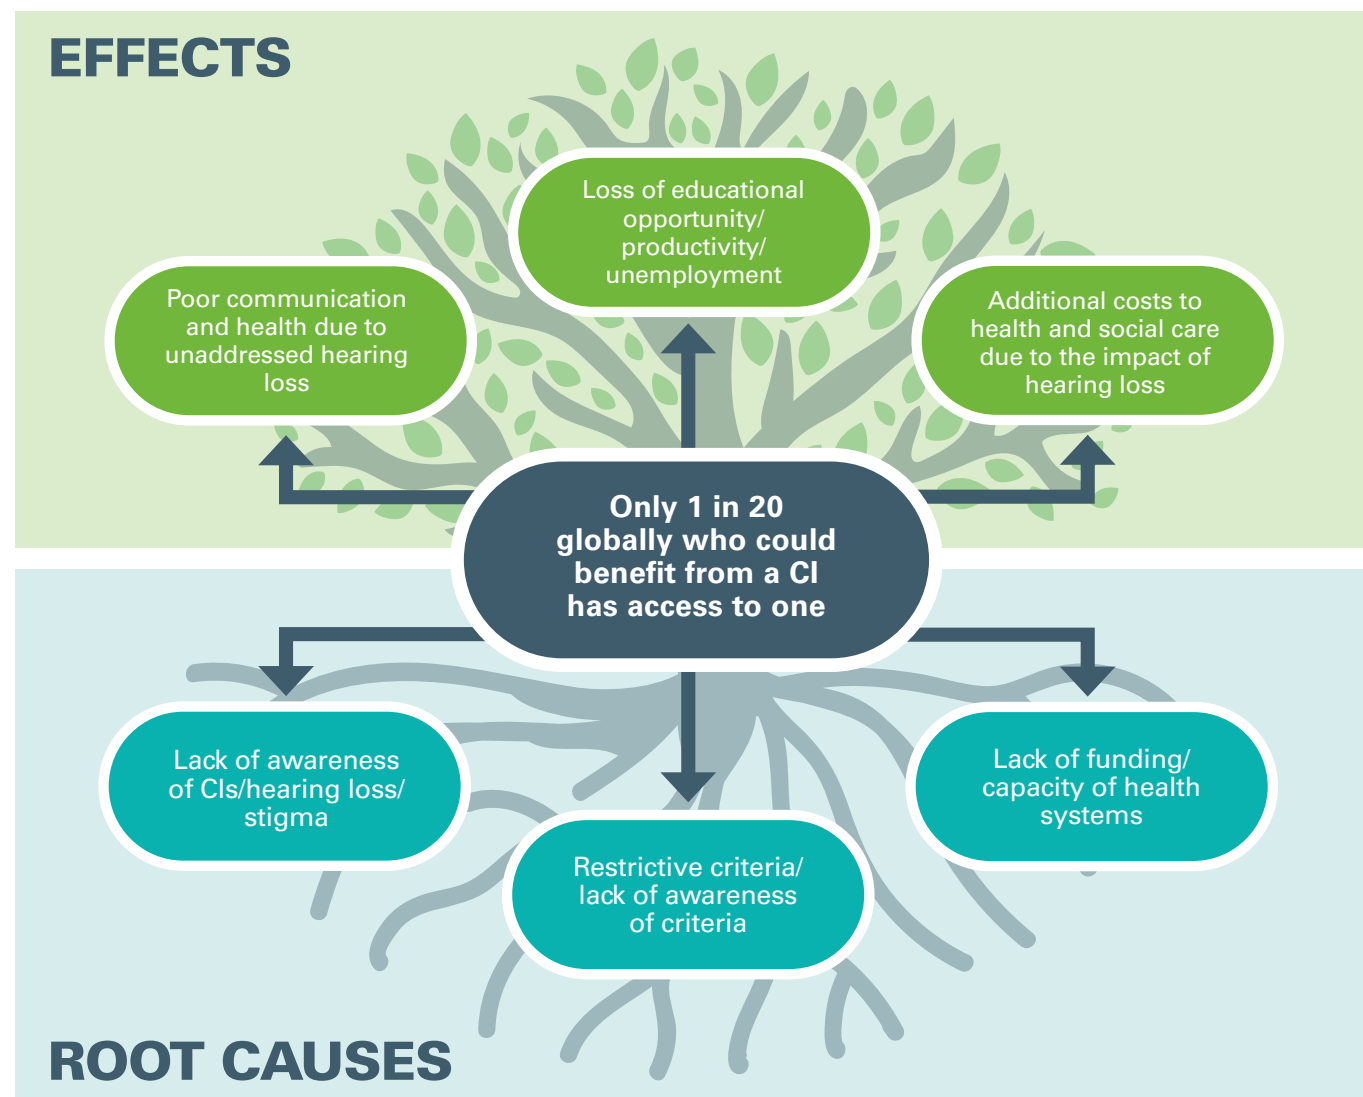 EFFECTS
Loss of educational
opportunity/
productivity/
unemployment
Poor communication
and health due to
unaddressed hearing
loss
Additional costs to
health and social care
due to the impact of
hearing loss
Only 1 in 20
globally who could
benefit from a CI
has access to one
Lack of awareness
of CIs/hearing loss/
stigma
Restrictive criteria/
lack of awareness
of criteria
Lack of funding/
capacity of health
systems
ROOT CAUSES